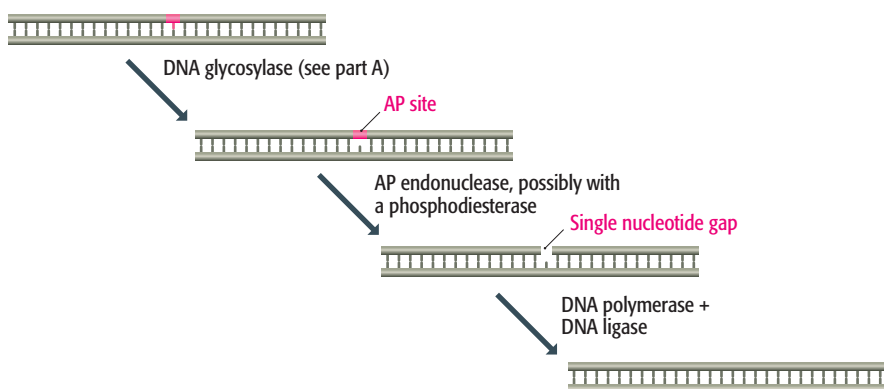 DNA glycosylase (see part A)
AP site
AP endonuclease, possibly with
a phosphodiesterase
Single nucleotide gap
DNA polymerase +
DNA ligase